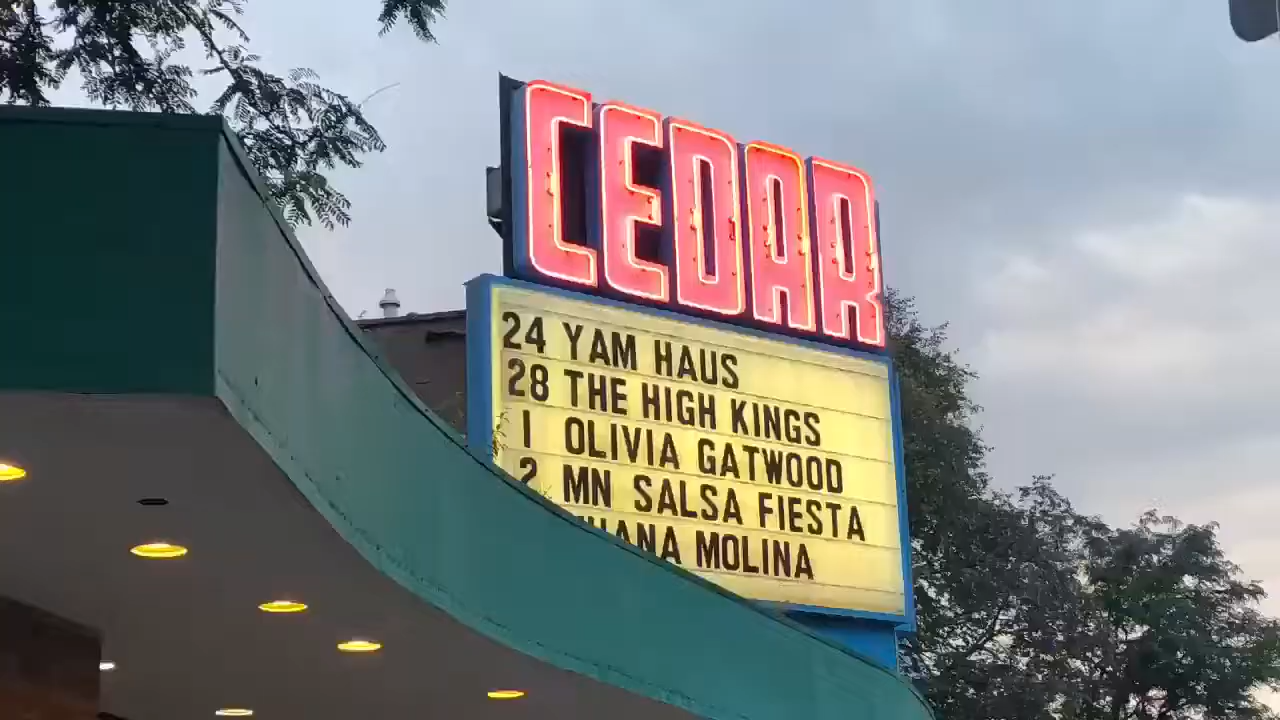 CEDAR
24 YAM HAUS
28 THE HIGH KINGS
1 OLIVIA GATWOOD
2 MN SALSA FIESTA
MOLINA